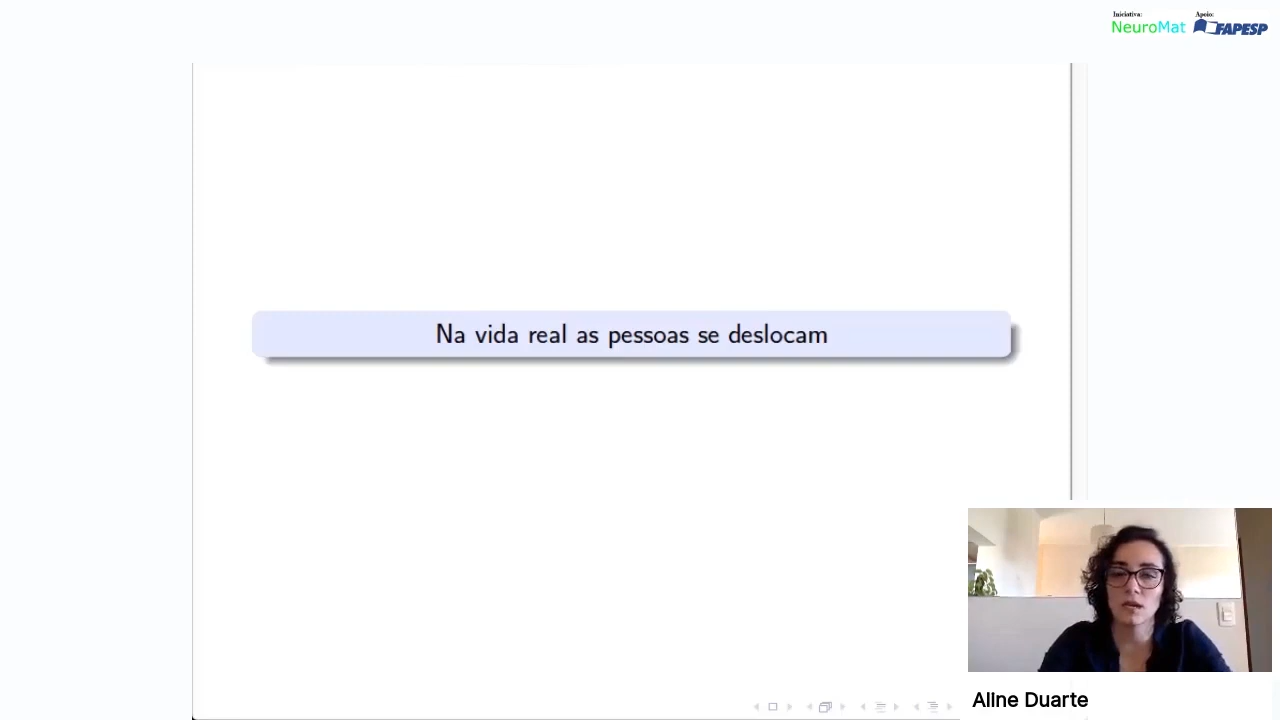 Iniciativa: Apoio:
NeuroMat FAPESP
Na vida real as pessoas se deslocam
Aline Duarte